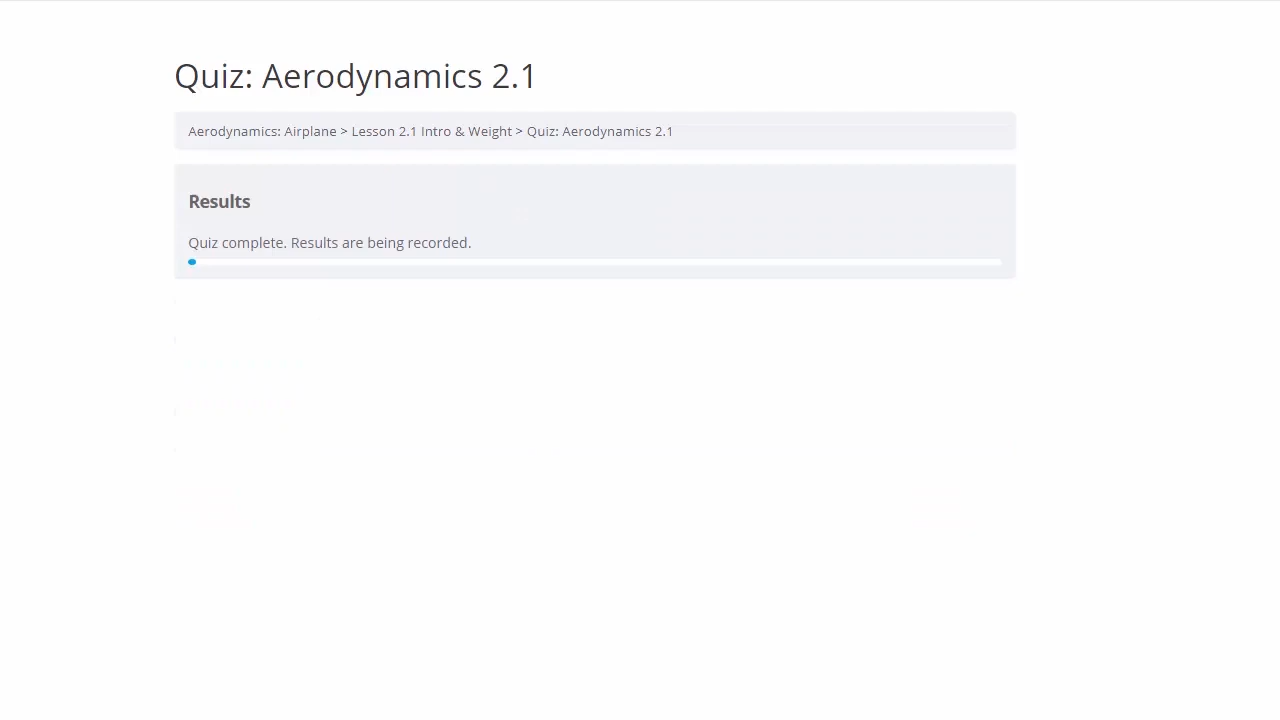 Quiz: Aerodynamics 2.1
Aerodynamics: Airplane > Lesson 2.1 Intro & Weight > Quiz: Aerodynamics 2.1
Results
Quiz complete. Results are being recorded.